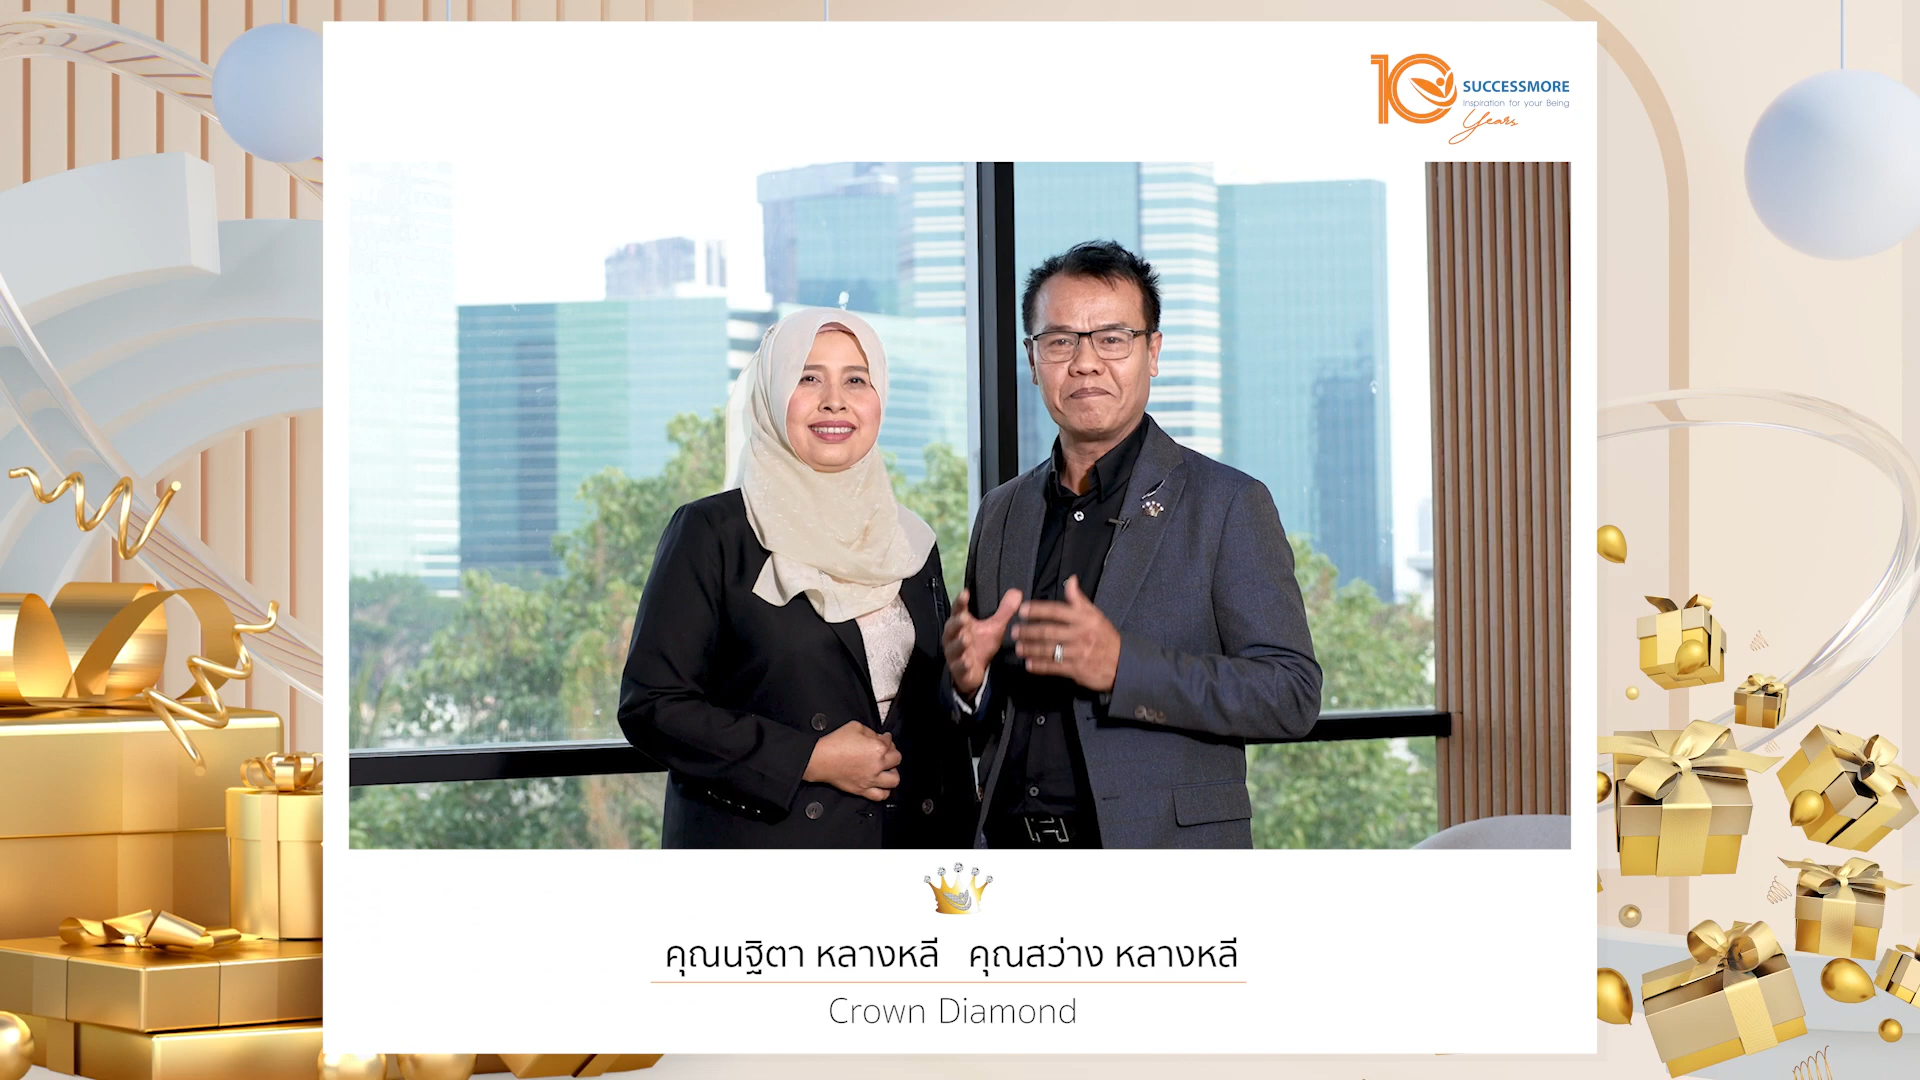 10
SUCCESSMORE
Inspiration for your Being
Years
คุณนฐิตา หลางหลี คุณสว่าง หลางหลี
Crown Diamond